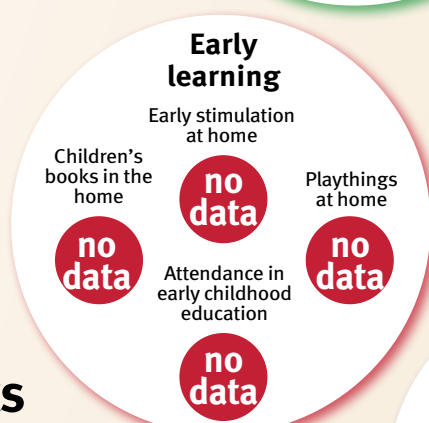 Early
learning
Early stimulation
at home
no
data
Children's
books in the
home
no
data
Playthings
at home
no
data
Attendance in
early childhood
education
no
data